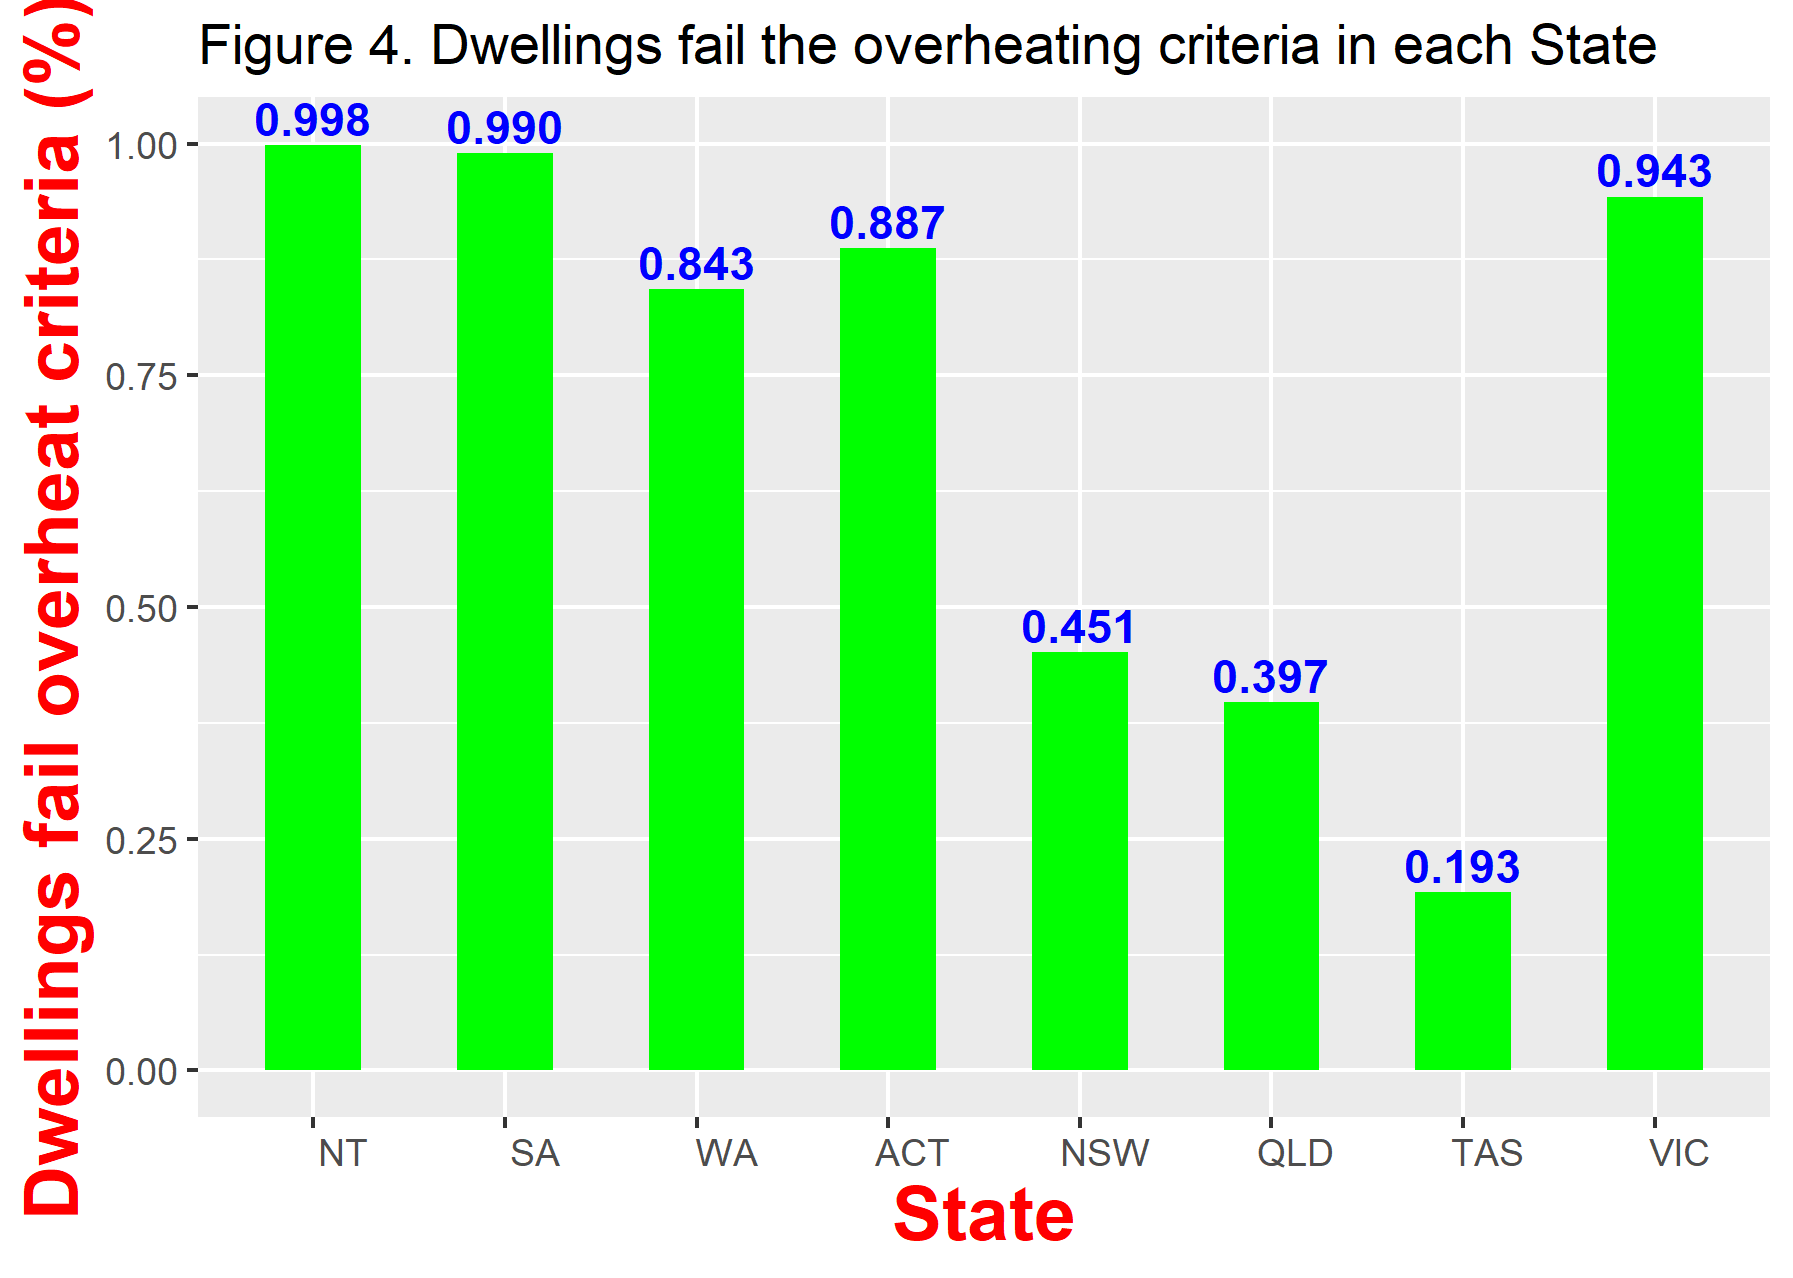 Figure 4. Dwellings fail the overheating criteria in each State
Dwellings fail overheat criteria (%)
1.00
0.75
0.50
0.25
0.00
0.998
0.990
0.843
0.887
0.451
0.397
0.193
0.943
NT
SA
WA
ACT
NSW
QLD
TAS
VIC
State